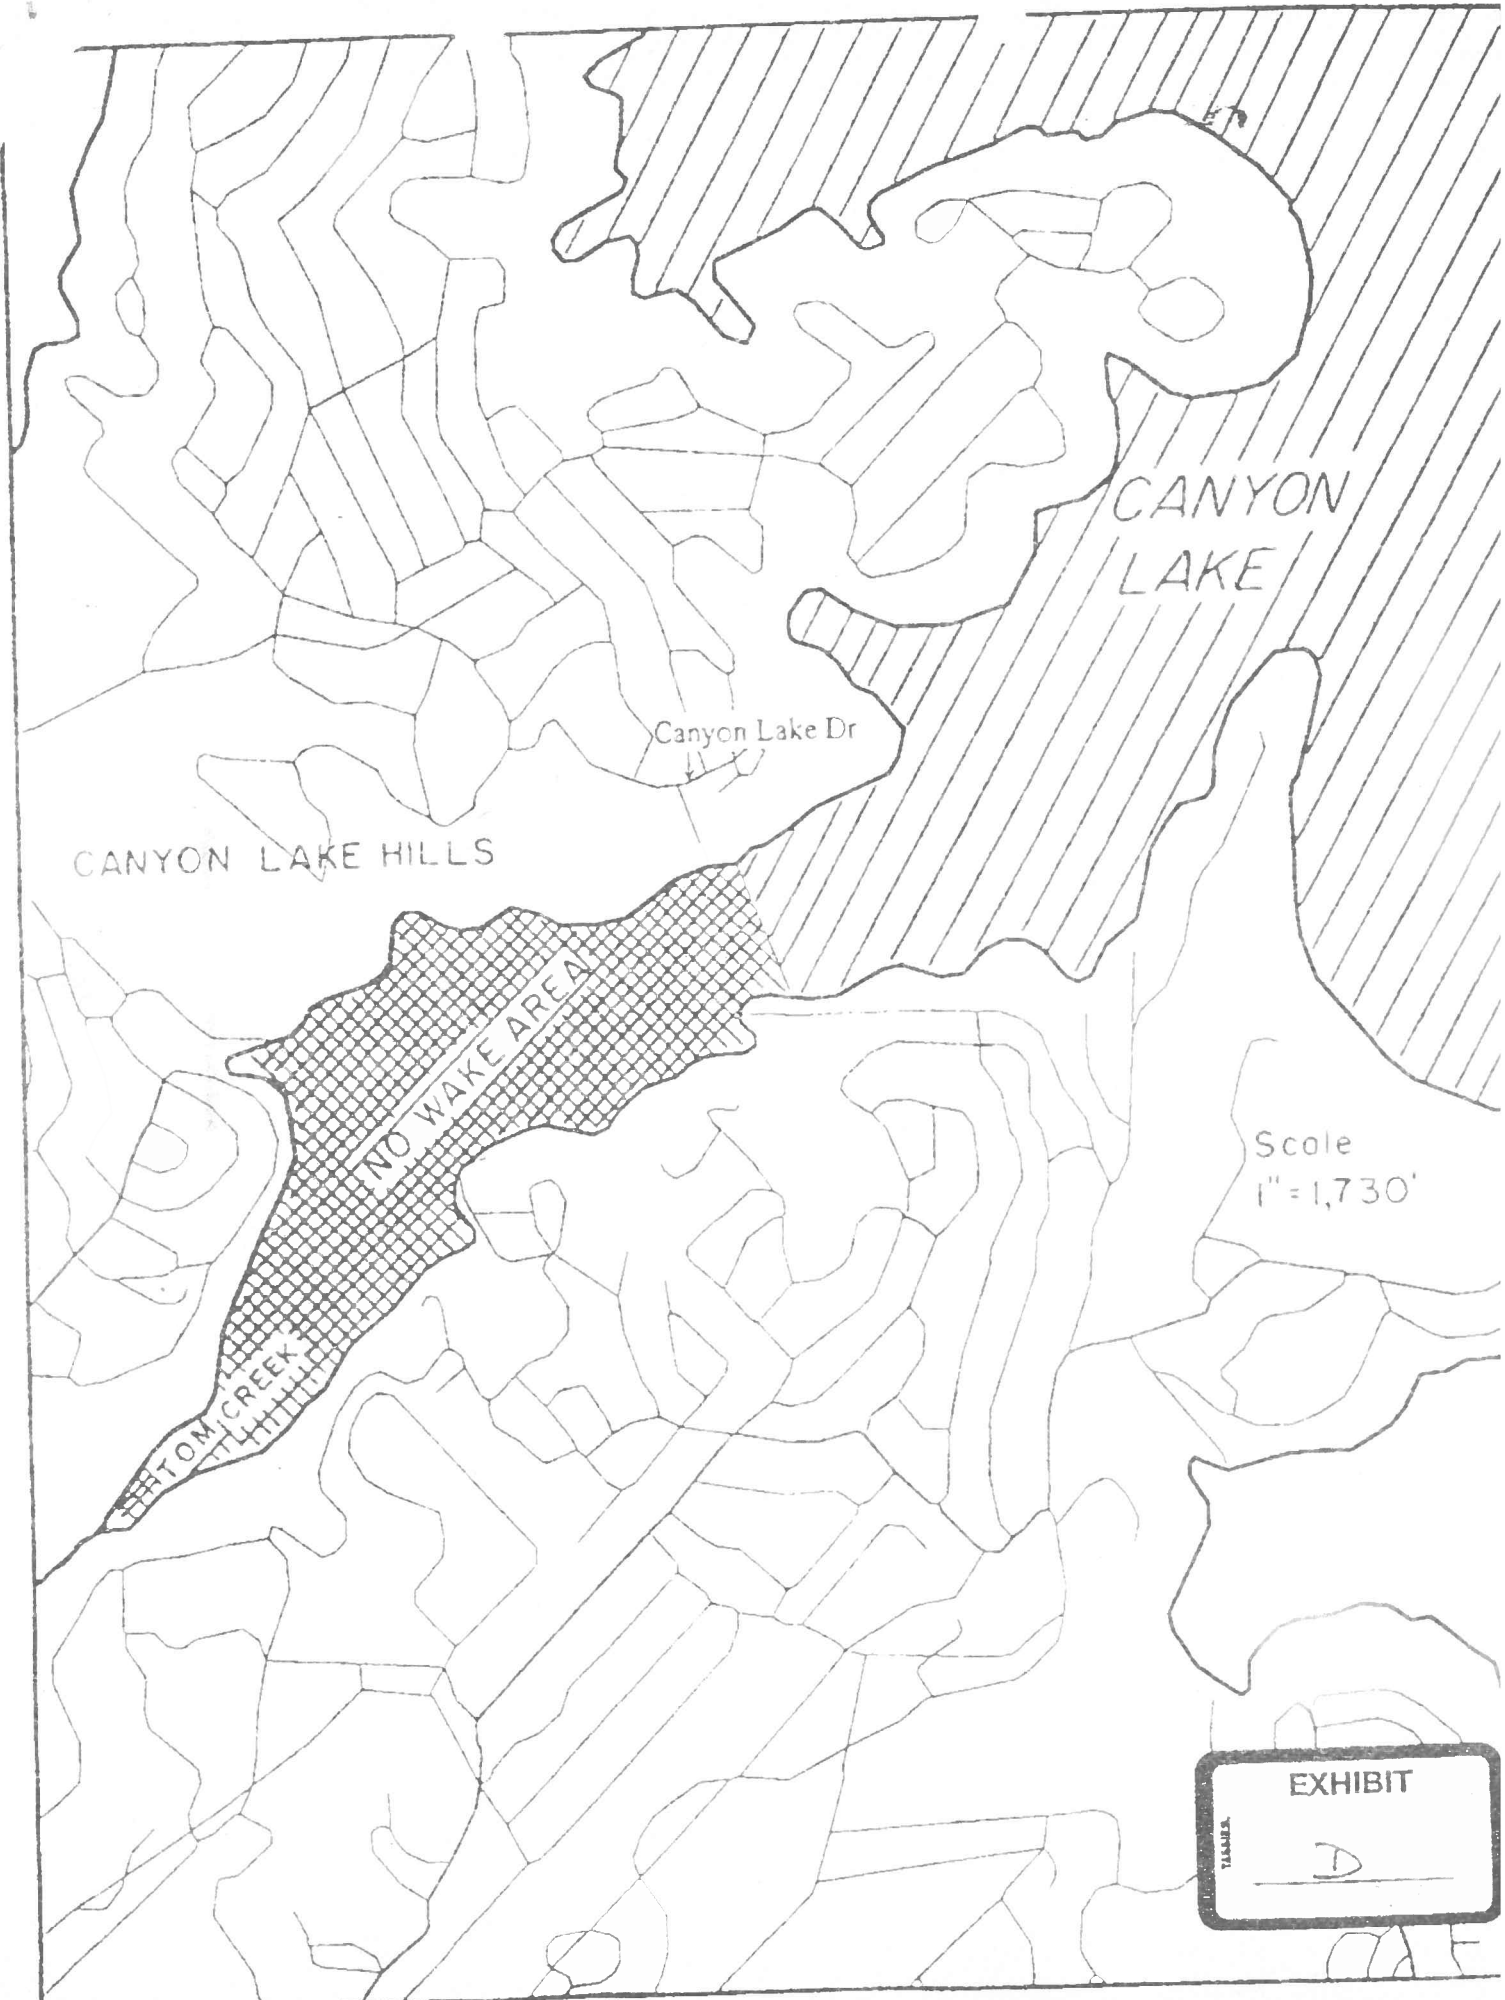 CANYON
LAKE
Canyon Lake Dr
CANYON LAKE HILLS
NO WAKE AREA
Scale
1"=1,730'
TOM CREEK
EXHIBIT
D